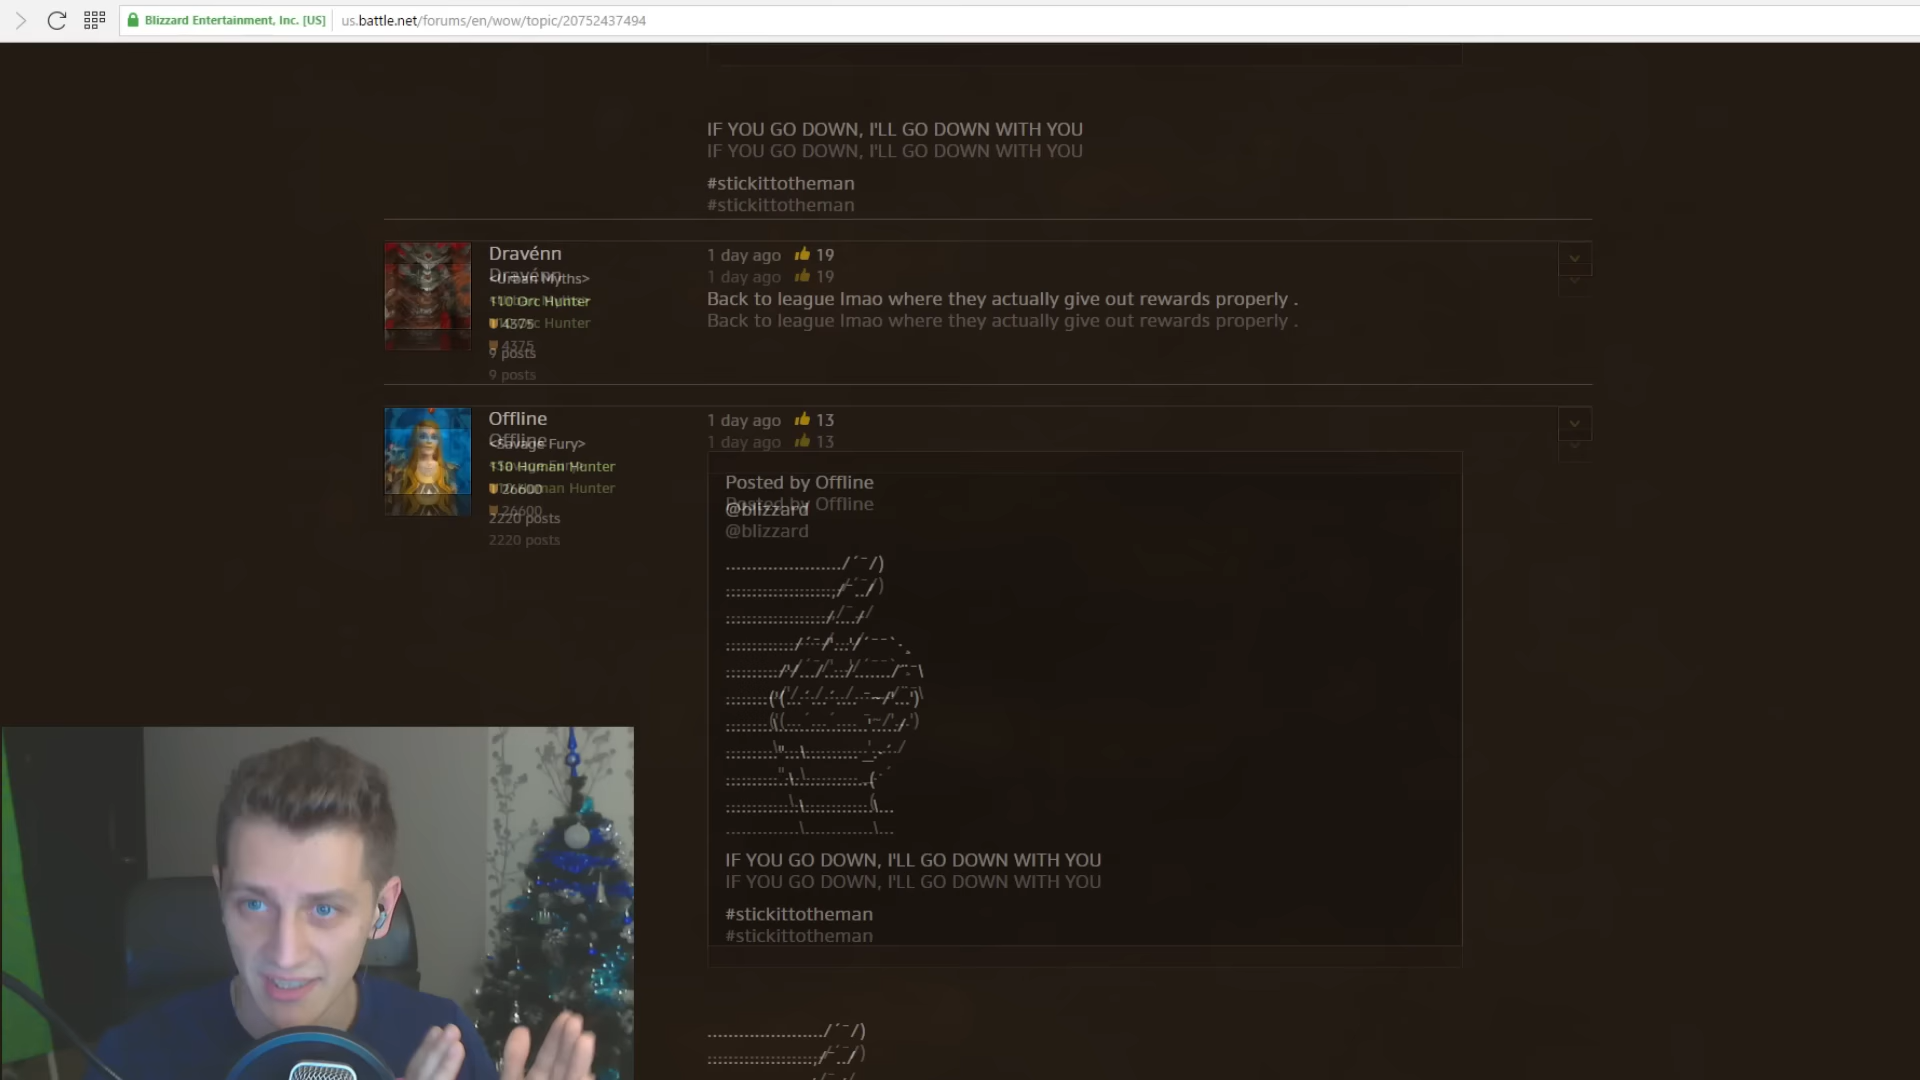 Blizzard Entertainment, Inc. [US]
us.battle.net/forums/en/wow/topic/20752437494
IF YOU GO DOWN, I'LL GO DOWN WITH YOU
IF YOU GO DOWN, I'LL GO DOWN WITH YOU
#stickittotheman
#stickittotheman
Dravénn
110 Orc Hunter
4375
4375
9 posts
9 posts
1 day ago 19
1 day ago 19
Back to league lmao where they actually give out rewards properly .
Back to league lmao where they actually give out rewards properly .
Offline
Offline
<Savage Fury>
110 Human Hunter
26600
26600
2220 posts
2220 posts
1 day ago 13
1 day ago 13
Posted by Offline
Posted by Offline
@blizzard
@blizzard
IF YOU GO DOWN, I'LL GO DOWN WITH YOU
IF YOU GO DOWN, I'LL GO DOWN WITH YOU
#stickittotheman
#stickittotheman